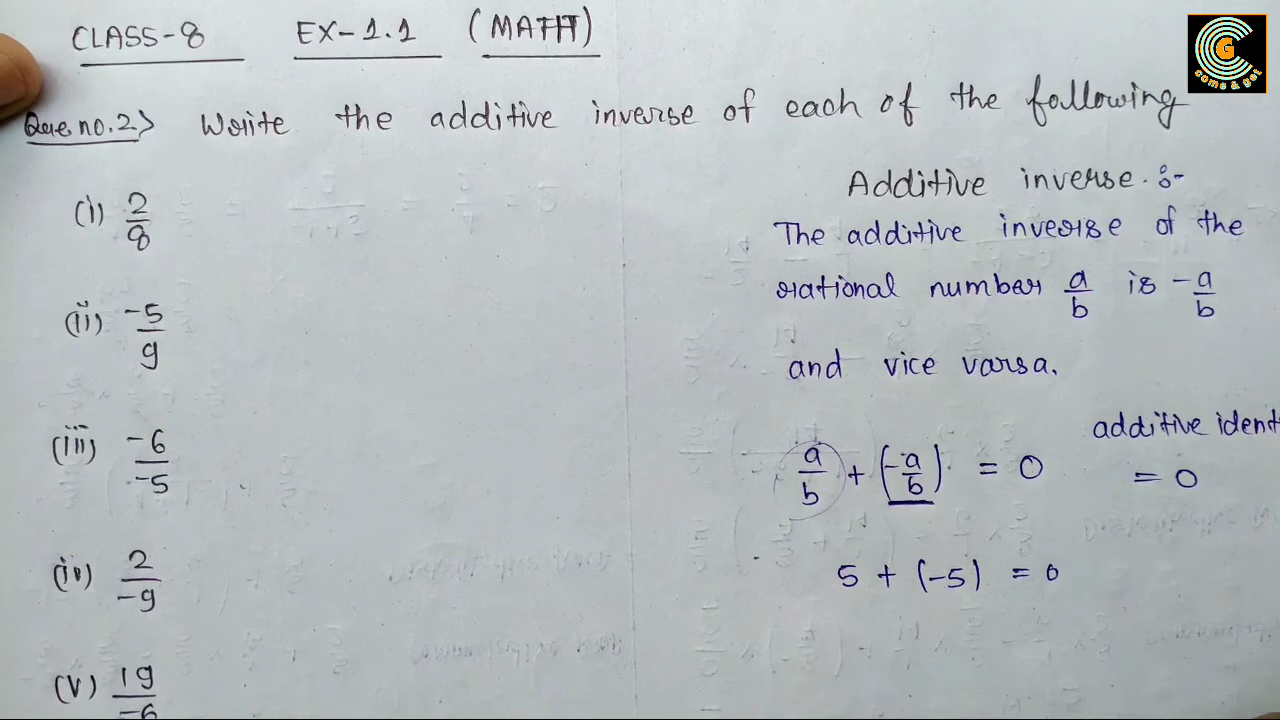 CLASS-8 EX-1.1 (MATH)
Que no. 2> Write the additive inverse of each of the following
(i) 2/8
(ii) -5/9
(iii) -6/-5
(iv) 2/-9
(v) 19/-6
Additive inverse :-
The additive inverse of the
rational number a/b is -a/b
and vice varsa.
a/b + (-a/b) = 0
additive ident
= 0
5 + (-5) = 0
C G
come & get